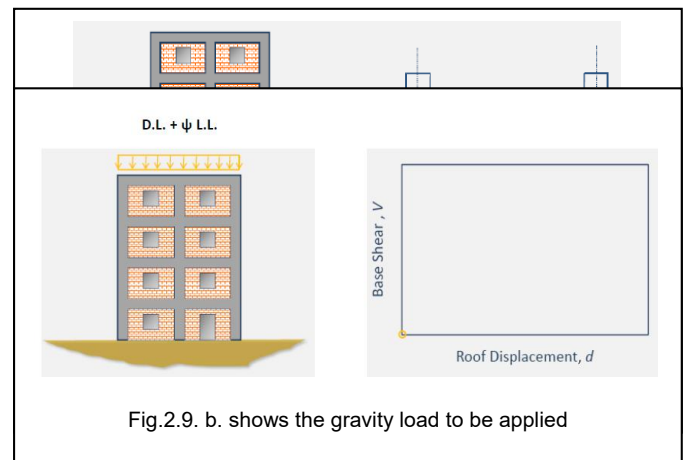 D.L. + ψ L.L.
Base Shear , V
Roof Displacement, d
Fig.2.9. b. shows the gravity load to be applied